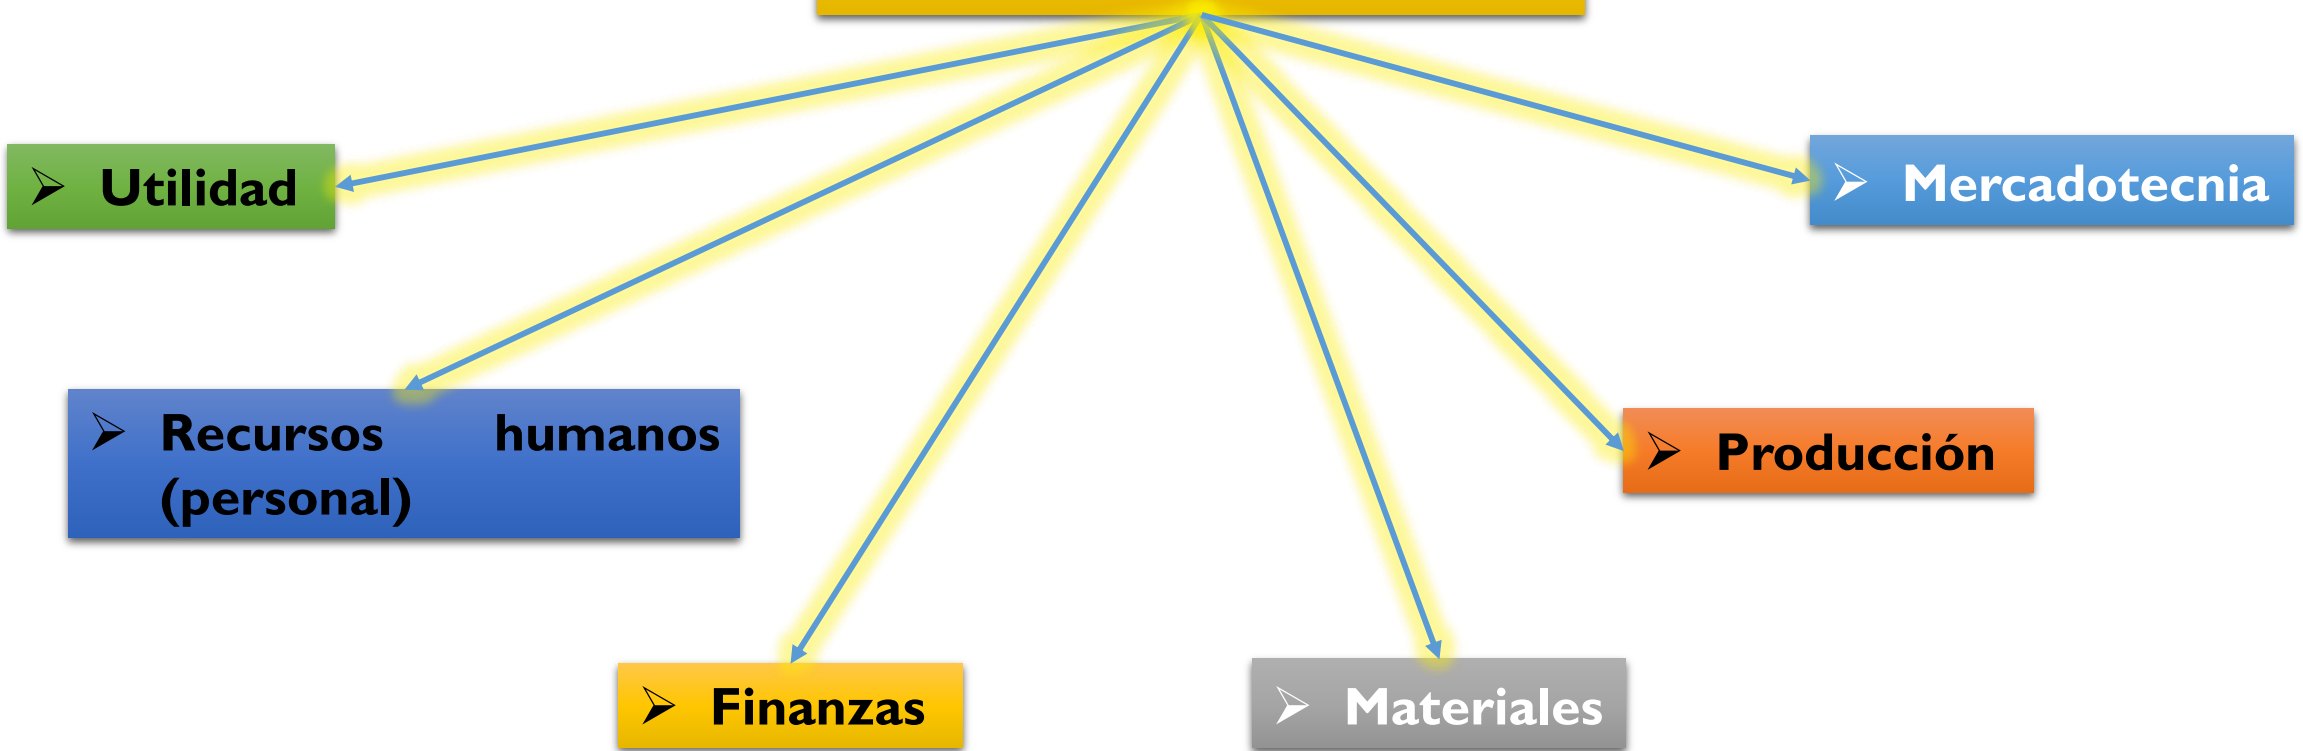 ➢ Utilidad
➢ Mercadotecnia
➢ Recursos humanos
(personal)
➢ Producción
➢ Finanzas
➢ Materiales